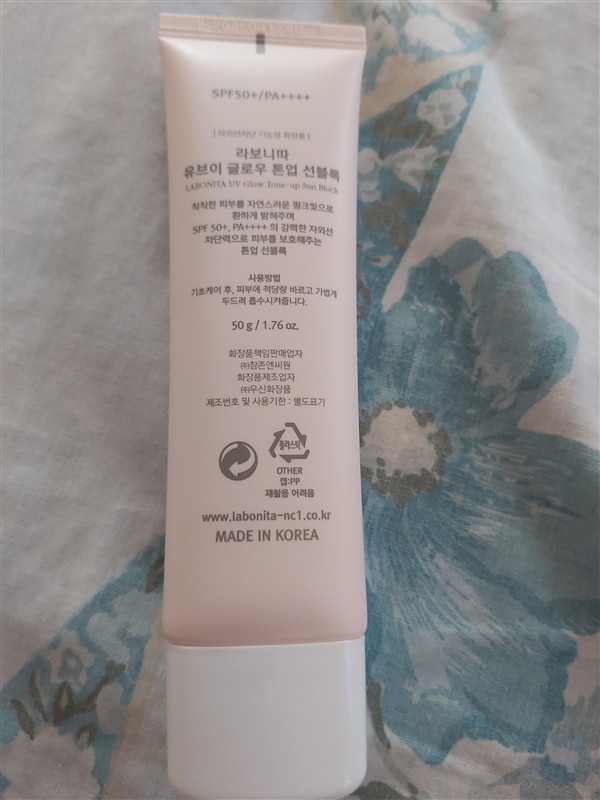 SPF50+/PA++++
[ 자외선차단 기능성 화장품 ]
라보니따
유브이 글로우 톤업 선블록
LABONITA UV Glow Tone-up Sun Block
칙칙한 피부를 자연스러운 핑크빛으로
환하게 밝혀주며
SPF 50+, PA++++ 의 강력한 자외선
차단력으로 피부를 보호해주는
톤업 선블록
사용방법
기초케어 후, 피부에 적당량 바르고 가볍게
두드려 흡수시켜줍니다.
50 g / 1.76 oz.
화장품책임판매업자
㈜참존엔씨원
화장품제조업자
㈜우신화장품
제조번호 및 사용기한 : 별도표기
플라스틱
OTHER
캡:PP
재활용 어려움
www.labonita-nc1.co.kr
MADE IN KOREA